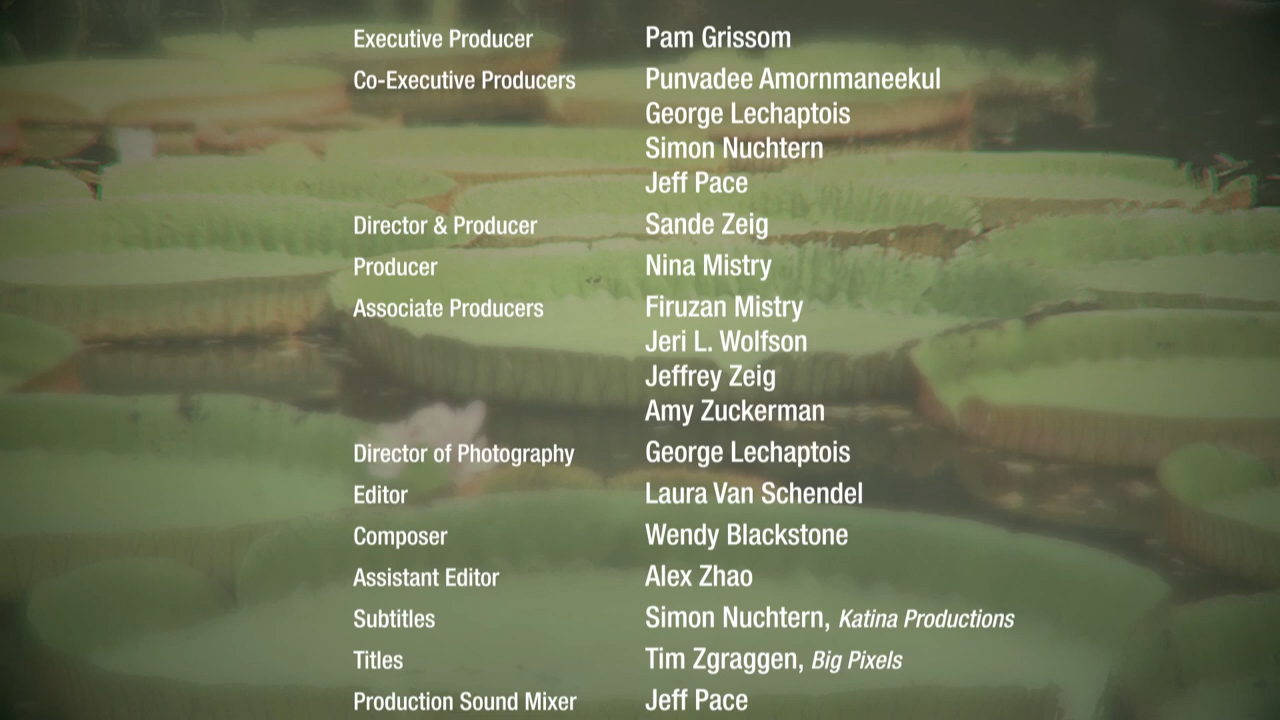 Executive Producer Pam Grissom
Co-Executive Producers Punvadee Amornmaneekul
George Lechaptois
Simon Nuchtern
Jeff Pace
Director & Producer Sande Zeig
Producer Nina Mistry
Associate Producers Firuzan Mistry
Jeri L. Wolfson
Jeffrey Zeig
Amy Zuckerman
Director of Photography George Lechaptois
Editor Laura Van Schendel
Composer Wendy Blackstone
Assistant Editor Alex Zhao
Subtitles Simon Nuchtern, Katina Productions
Titles Tim Zgraggen, Big Pixels
Production Sound Mixer Jeff Pace